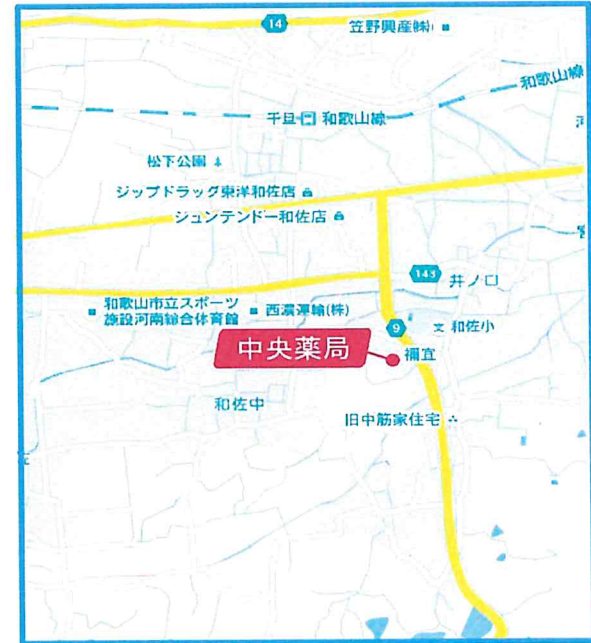 14
笠野興産㈱
和歌山線
千旦 和歌山線
松下公園
ジップドラッグ東洋和佐店
ジュンテンドー和佐店
143
井ノ口
和歌山市立スポーツ
施設河南総合体育館
西濃運輸(株)
9
文 和佐小
中央薬局
禰宜
和佐中
旧中筋家住宅